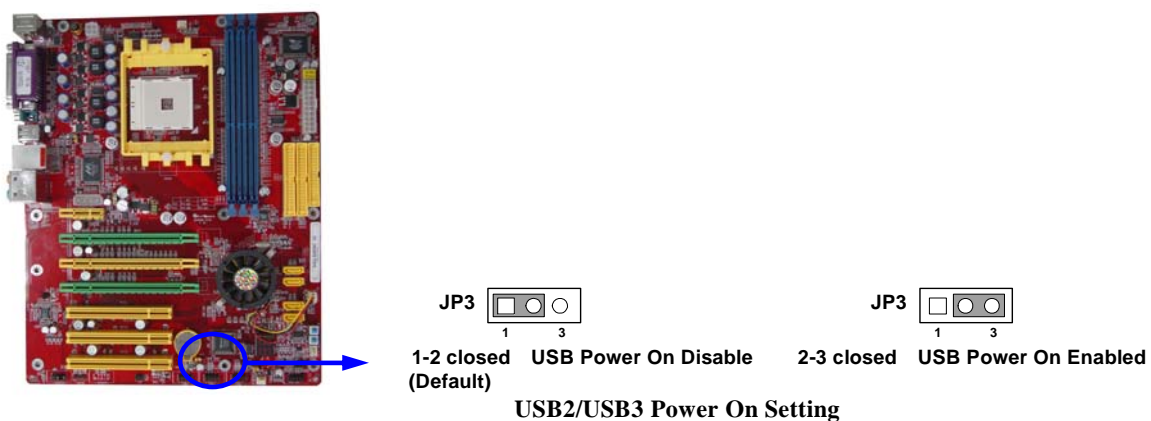 JP3
1 3
1-2 closed USB Power On Disable
(Default)
JP3
1 3
2-3 closed USB Power On Enabled
USB2/USB3 Power On Setting